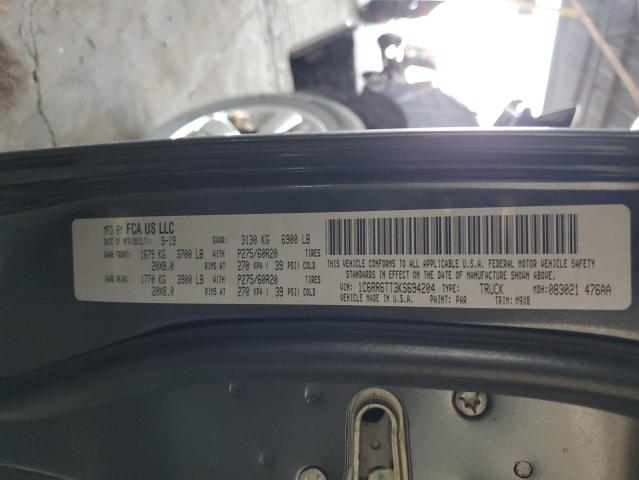 MFD BY FCA US LLC
DATE OF MFR(BUILT): 9-19 GVWR: 3130 KG 6900 LB
GAWR FRONT: 1679 KG 3700 LB WITH P275/60R20 TIRES
20X8.0 RIMS AT 270 KPA ( 39 PSI) COLD
GAWR REAR: 1770 KG 3900 LB WITH P275/60R20 TIRES
20X8.0 RIMS AT 270 KPA ( 39 PSI) COLD
THIS VEHICLE CONFORMS TO ALL APPLICABLE U.S.A. FEDERAL MOTOR VEHICLE SAFETY
STANDARDS IN EFFECT ON THE DATE OF MANUFACTURE SHOWN ABOVE.
VIN: 1C6RR6TT3KS694204 TYPE: TRUCK MDH: 083021 476AA
PAINT: PAR TRIM: M9X8